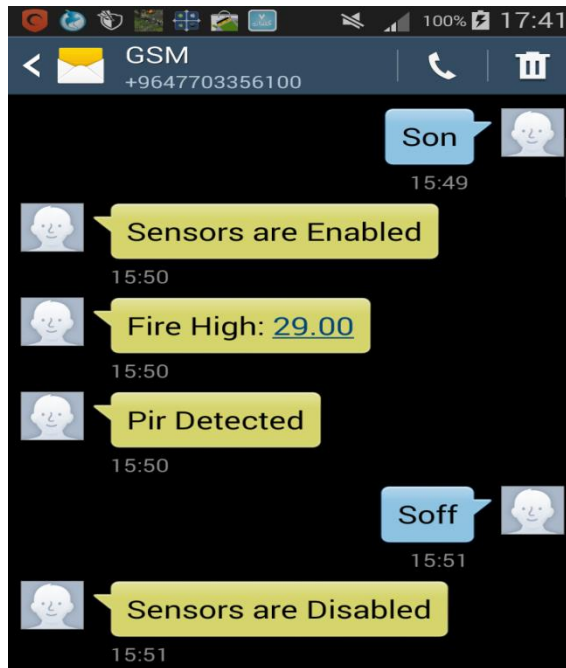 100% 17:41
GSM
+9647703356100
Son
15:49
Sensors are Enabled
15:50
Fire High: 29.00
15:50
Pir Detected
15:50
Soff
15:51
Sensors are Disabled
15:51